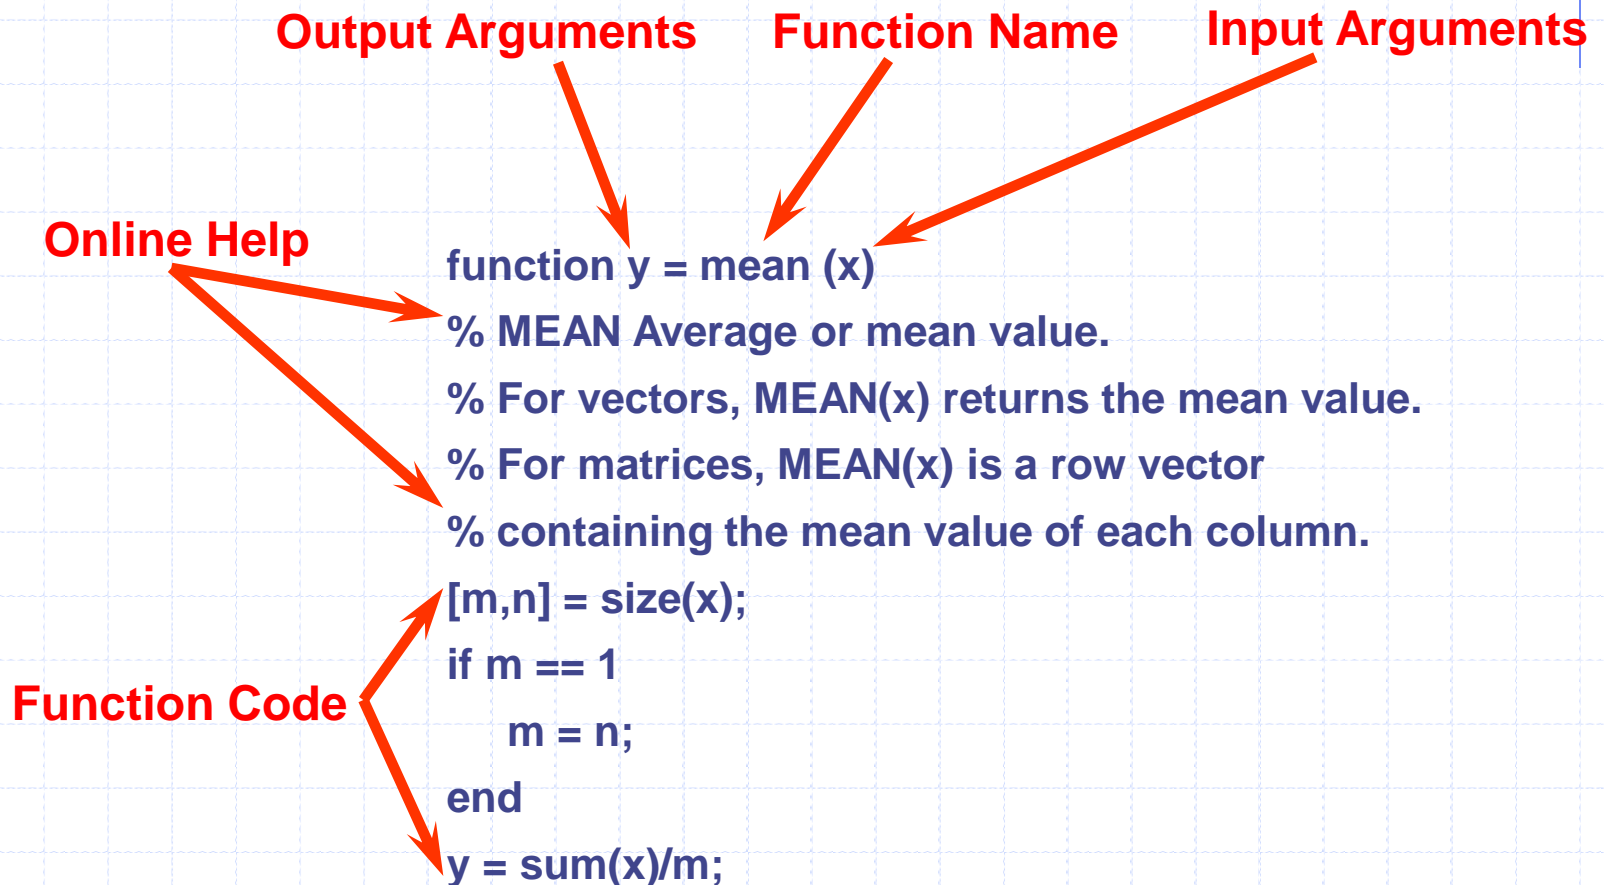 Output Arguments Function Name Input Arguments
Online Help
function y = mean (x)
% MEAN Average or mean value.
% For vectors, MEAN(x) returns the mean value.
% For matrices, MEAN(x) is a row vector
% containing the mean value of each column.
[m,n] = size(x);
if m == 1
Function Code
m = n;
end
y = sum(x)/m;